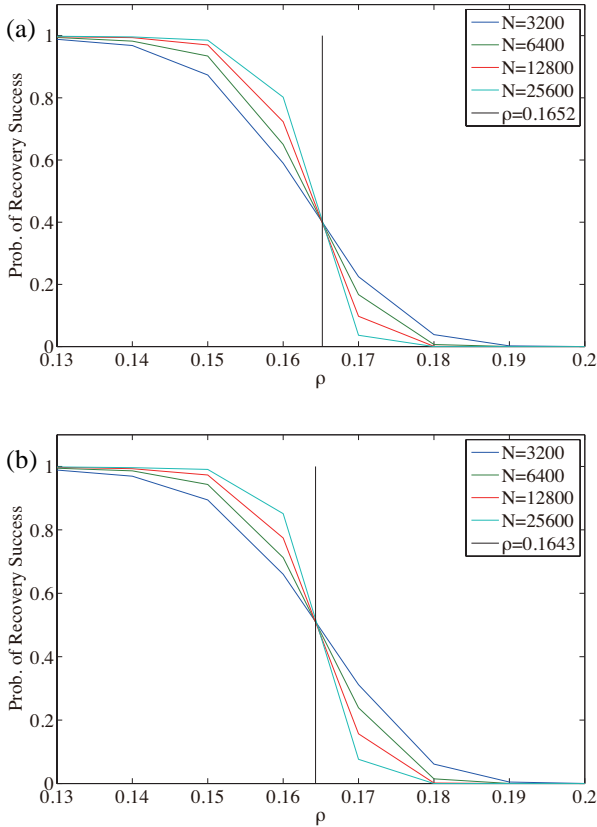 (a)
N=3200
N=6400
N=12800
N=25600
ρ=0.1652
Prob. of Recovery Success
1
0.8
0.6
0.4
0.2
0
0.13 0.14 0.15 0.16 0.17 0.18 0.19 0.2
ρ
(b)
N=3200
N=6400
N=12800
N=25600
ρ=0.1643
Prob. of Recovery Success
1
0.8
0.6
0.4
0.2
0
0.13 0.14 0.15 0.16 0.17 0.18 0.19 0.2
ρ